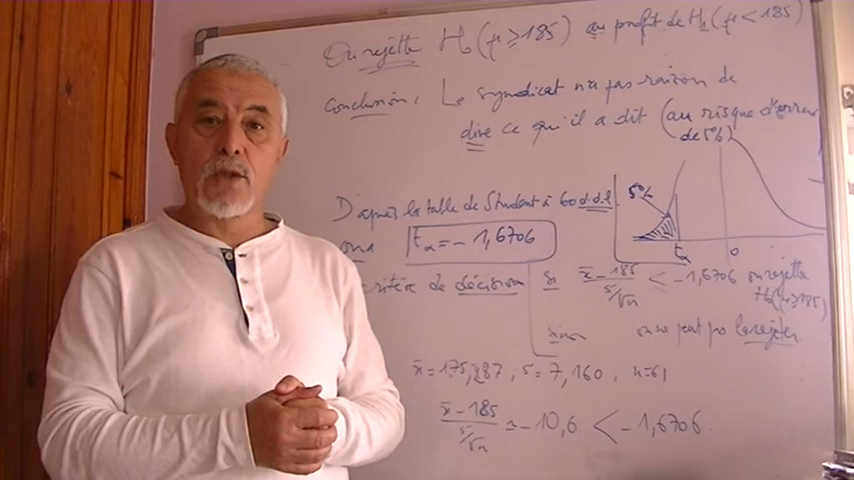 On rejette H₀ (μ ≥ 185) au profit de H₁ (μ < 185)
Conclusion : Le syndicat n'a pas raison de
dire ce qu'il a dit (au risque d'erreur
de 5%)
D'après la table de Student à 60 d.d.l.
on a tα = - 1,6706
5%
tα
0
critère de décision si (x̄ - 185)/(s/√n) < - 1,6706 on rejette
H₀ (μ ≥ 185)
sinon on ne peut pas la rejeter
x̄ = 175,287, s = 7,160, n = 61
(x̄ - 185)/(s/√n) ≃ - 10,6 < - 1,6706